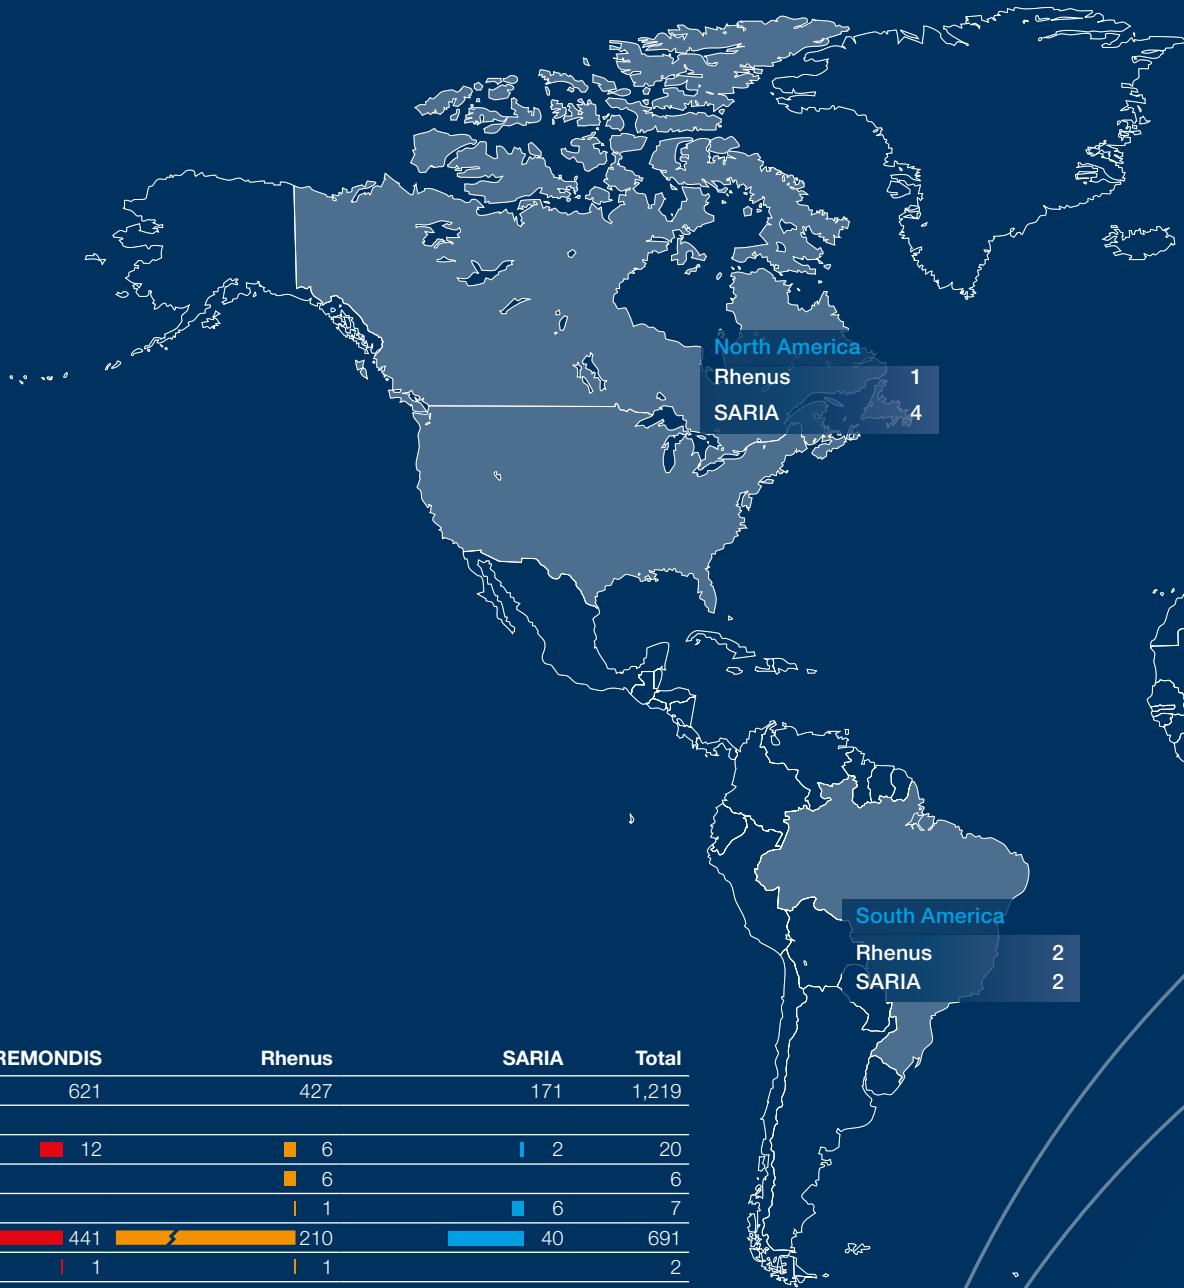 North America
Rhenus 1
SARIA 4
South America
Rhenus 2
SARIA 2
REMONDIS Rhenus SARIA Total
621 427 171 1,219
12 6 2 20
6 6
1 6 7
441 210 40 691
1 1 2